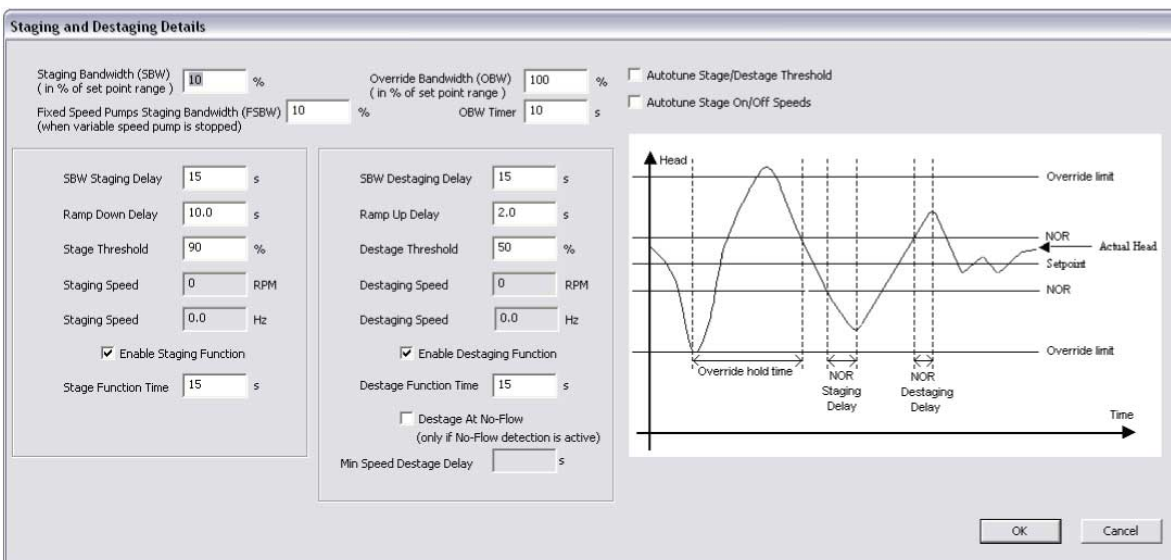 Staging and Destaging Details
Staging Bandwidth (SBW)
( in % of set point range )
10
%
Override Bandwidth (OBW)
( in % of set point range )
100
%
Autotune Stage/Destage Threshold
Fixed Speed Pumps Staging Bandwidth (FSBW)
(when variable speed pump is stopped)
10
%
OBW Timer
10
s
Autotune Stage On/Off Speeds
SBW Staging Delay
15
s
Ramp Down Delay
10.0
s
Stage Threshold
90
%
Staging Speed
0
RPM
Staging Speed
0.0
Hz
Enable Staging Function
Stage Function Time
15
s
SBW Destaging Delay
15
s
Ramp Up Delay
2.0
s
Destage Threshold
50
%
Destaging Speed
0
RPM
Destaging Speed
0.0
Hz
Enable Destaging Function
Destage Function Time
15
s
Destage At No-Flow
(only if No-Flow detection is active)
Min Speed Destage Delay
s
Head
Override limit
NOR
Actual Head
Setpoint
NOR
Override limit
Override hold time
NOR
Staging
Delay
NOR
Destaging
Delay
Time
OK
Cancel